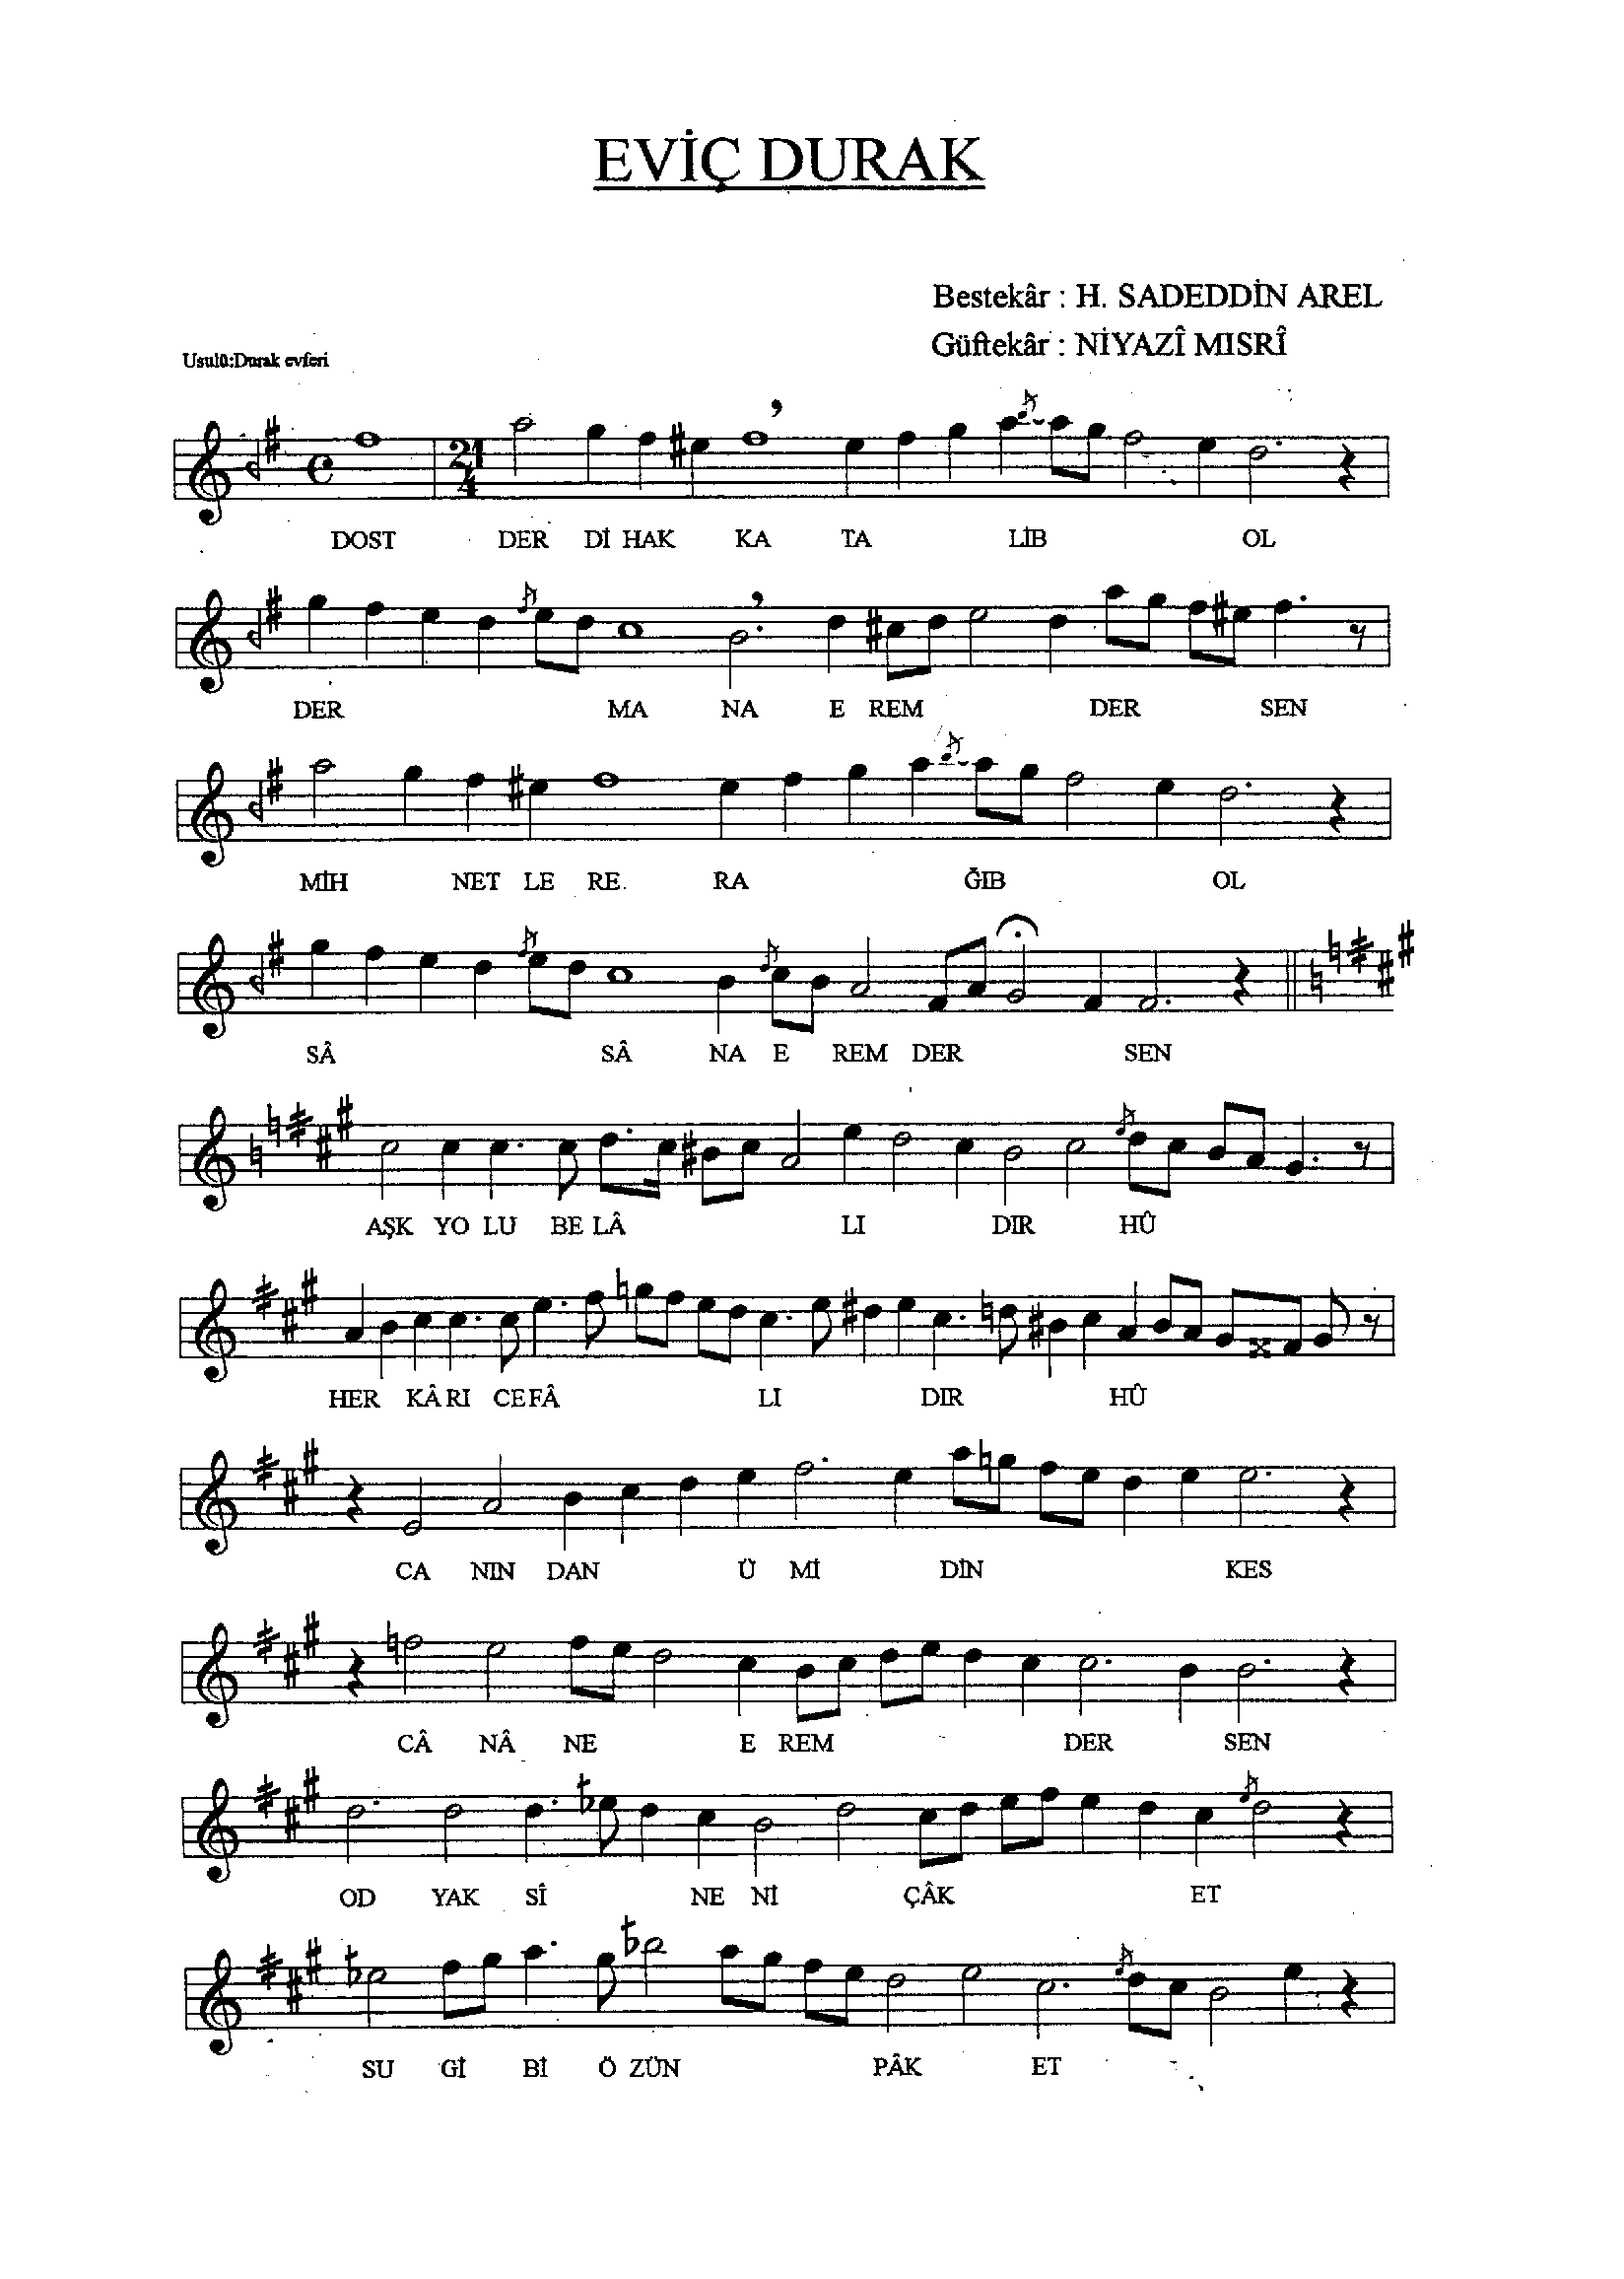 EVİÇ DURAK
Bestekâr : H. SADEDDİN AREL
Güftekâr : NİYAZÎ MISRÎ
Usulü:Durak evferi
21
4
DOST DER Dİ HAK KA TA LİB OL
DER MA NA E REM DER SEN
MİH NET LE RE. RA ĞIB OL
SÂ SÂ NA E REM DER SEN
AŞK YO LU BE LÂ LI DIR HÛ
HER KÂ RI CE FÂ LI DIR HÛ
CA NIN DAN Ü Mİ DİN KES
CÂ NÂ NE E REM DER SEN
OD YAK SÎ NE Nİ ÇÂK ET
SU Gİ Bİ Ö ZÜN PÂK ET